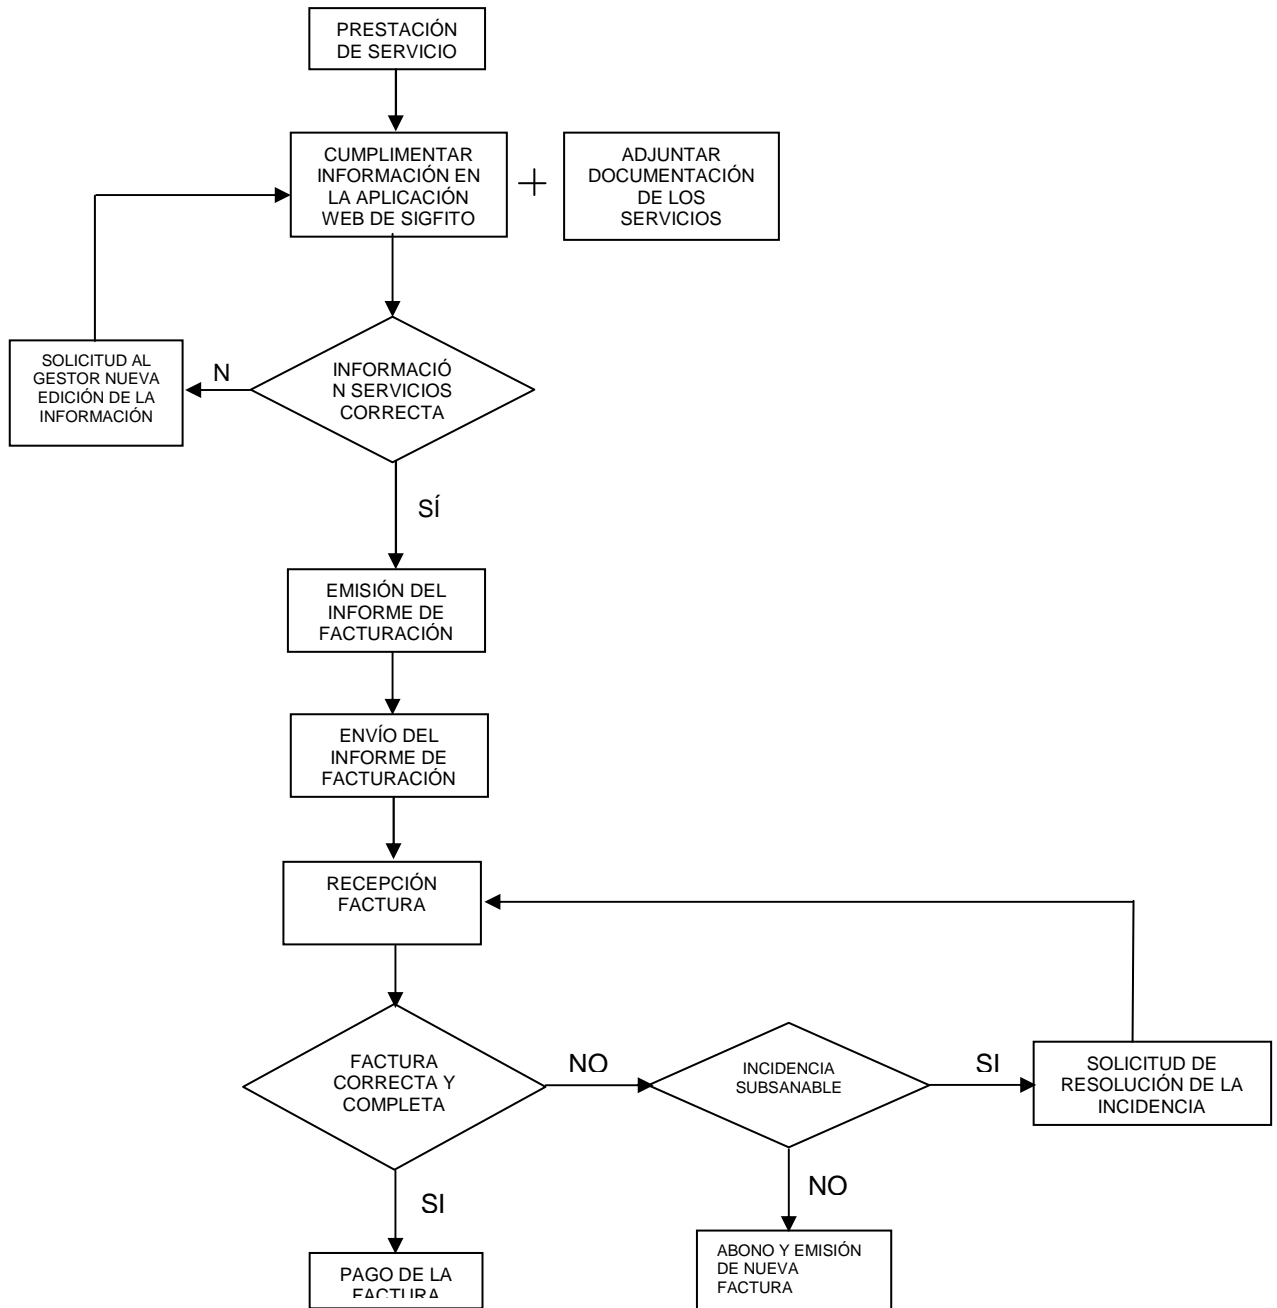 PRESTACIÓN
DE SERVICIO
CUMPLIMENTAR
INFORMACIÓN EN
LA APLICACIÓN
WEB DE SIGFITO
+
ADJUNTAR
DOCUMENTACIÓN
DE LOS
SERVICIOS
SOLICITUD AL
GESTOR NUEVA
EDICIÓN DE LA
INFORMACIÓN
N
INFORMACIÓ
N SERVICIOS
CORRECTA
SÍ
EMISIÓN DEL
INFORME DE
FACTURACIÓN
ENVÍO DEL
INFORME DE
FACTURACIÓN
RECEPCIÓN
FACTURA
FACTURA
CORRECTA Y
COMPLETA
NO
INCIDENCIA
SUBSANABLE
SI
SOLICITUD DE
RESOLUCIÓN DE LA
INCIDENCIA
SI
NO
PAGO DE LA
FACTURA
ABONO Y EMISIÓN
DE NUEVA
FACTURA